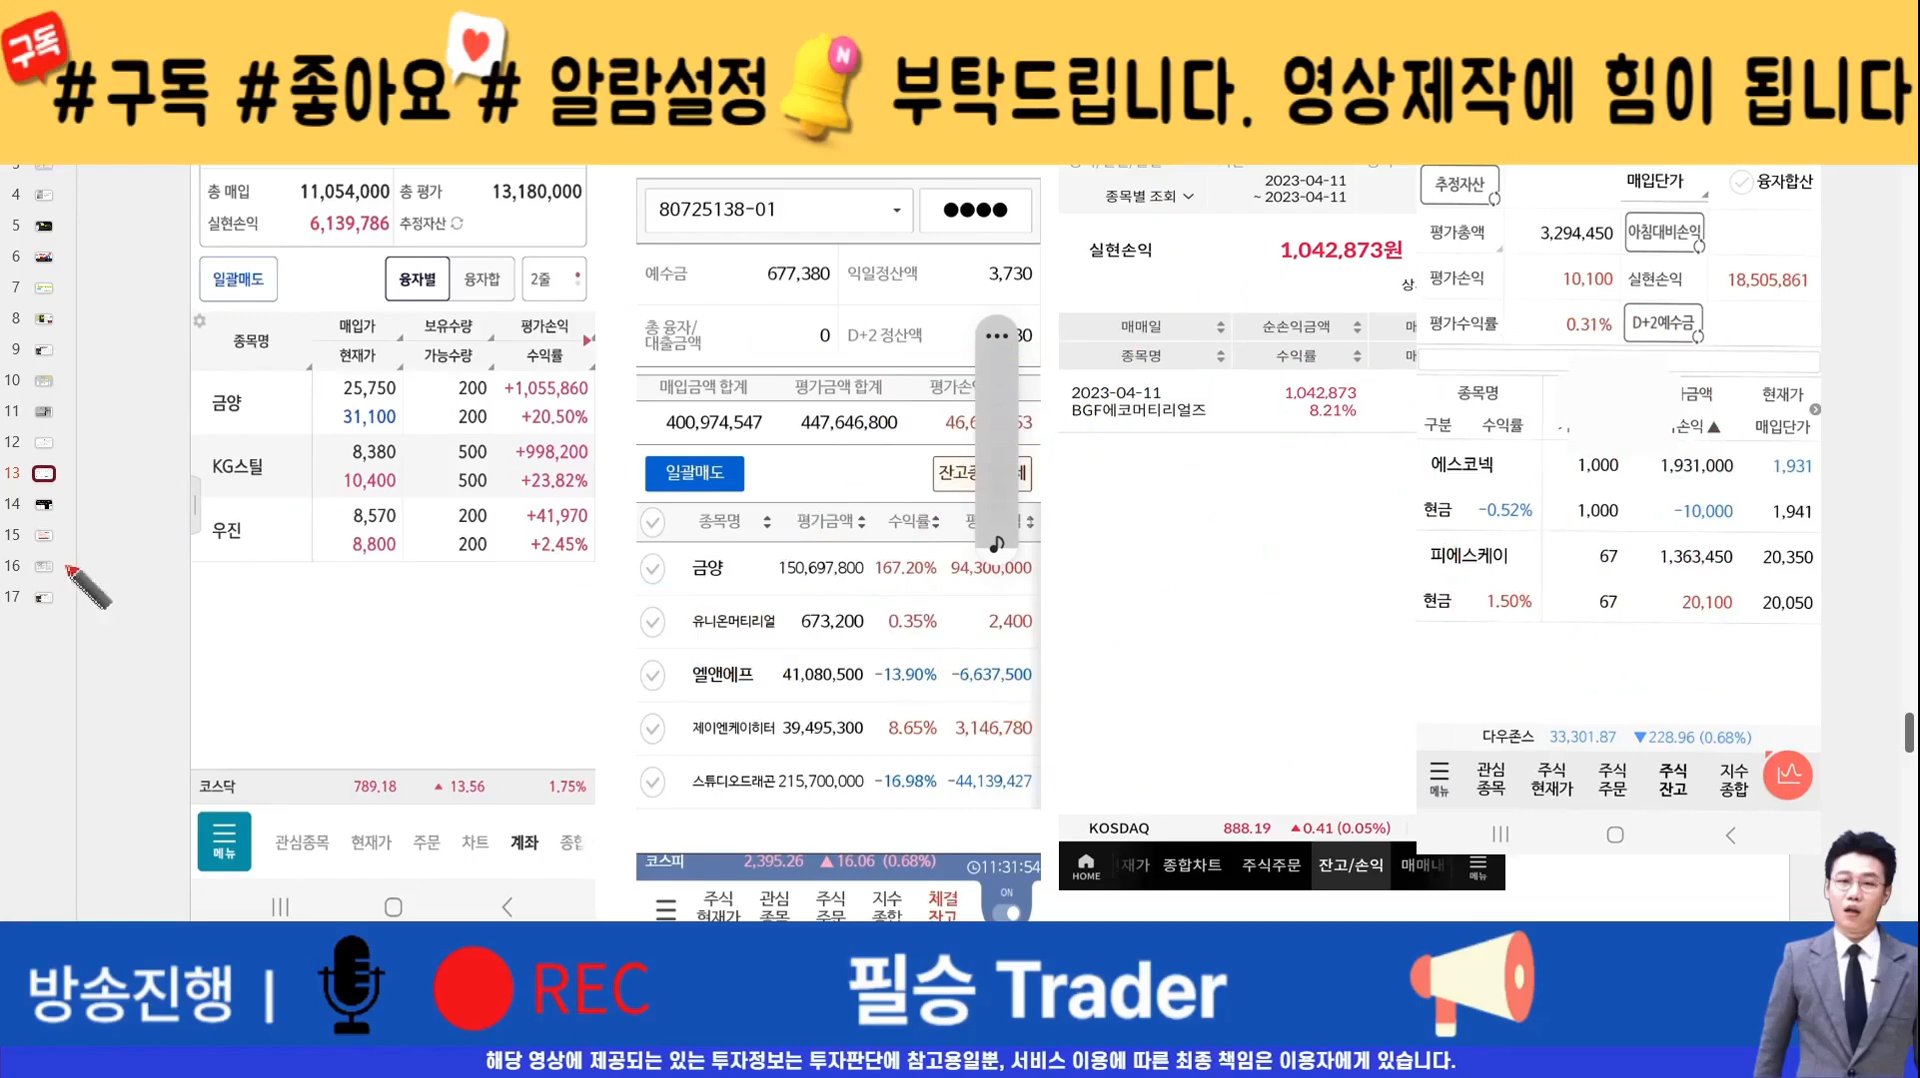 구독
#구독 #좋아요 # 알람설정 N 부탁드립니다. 영상제작에 힘이 됩니다
4
5
6
7
8
9
10
11
12
13
14
15
16
17
총 매입 11,054,000 총 평가 13,180,000
실현손익 6,139,786 추정자산
일괄매도 융자별 융자합 2줄
종목명 매입가 보유수량 평가손익
현재가 가능수량 수익률
금양 25,750 200 +1,055,860
31,100 200 +20.50%
KG스틸 8,380 500 +998,200
10,400 500 +23.82%
우진 8,570 200 +41,970
8,800 200 +2.45%
코스닥 789.18 ▲ 13.56 1.75%
메뉴 관심종목 현재가 주문 차트 계좌
80725138-01 ●●●●
예수금 677,380 익일정산액 3,730
총 융자/
대출금액 0 D+2 정산액
매입금액 합계 평가금액 합계
400,974,547 447,646,800
일괄매도
종목명 평가금액 수익률
금양 150,697,800 167.20% 94,300,000
유니온머티리얼 673,200 0.35% 2,400
엘앤에프 41,080,500 -13.90% -6,637,500
제이엔케이히터 39,495,300 8.65% 3,146,780
스튜디오드래곤 215,700,000 -16.98% -44,139,427
코스피 2,395.26 ▲ 16.06 (0.68%) 11:31:54
주식 관심 주식 지수 체결 ON
현재가 종목 주문 종합 잔고
종목별 조회 2023-04-11
~ 2023-04-11
실현손익 1,042,873원
매매일 순손익금액
종목명 수익률
2023-04-11 1,042,873
BGF에코머티리얼즈 8.21%
KOSDAQ 888.19 ▲0.41 (0.05%)
HOME 종합차트 주식주문 잔고/손익 메뉴
추정자산 매입단가 융자합산
평가총액 3,294,450 아침대비손익
평가손익 10,100 실현손익 18,505,861
평가수익률 0.31% D+2예수금
종목명 현재가
구분 수익률 매입단가
에스코넥 1,000 1,931,000 1,931
현금 -0.52% 1,000 -10,000 1,941
피에스케이 67 1,363,450 20,350
현금 1.50% 67 20,100 20,050
다우존스 33,301.87 ▼228.96 (0.68%)
관심 주식 주식 주식 지수
메뉴 종목 현재가 주문 잔고 종합
방송진행 | REC 필승 Trader
해당 영상에 제공되는 있는 투자정보는 투자판단에 참고용일뿐, 서비스 이용에 따른 최종 책임은 이용자에게 있습니다.